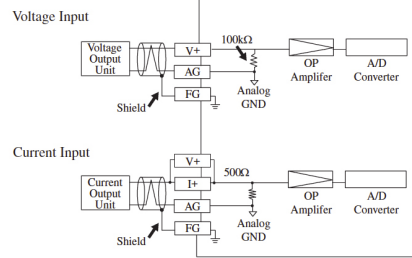 Voltage Input
Voltage
Output
Unit
V+
AG
FG
Shield
100kΩ
Analog
GND
OP
Amplifer
A/D
Converter
Current Input
Current
Output
Unit
V+
I+
AG
FG
Shield
500Ω
Analog
GND
OP
Amplifer
A/D
Converter